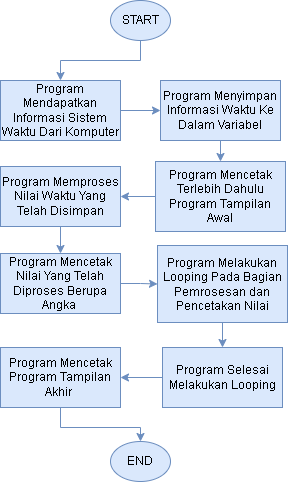 START
Program
Mendapatkan
Informasi Sistem
Waktu Dari Komputer
Program Menyimpan
Informasi Waktu Ke
Dalam Variabel
Program Mencetak
Terlebih Dahulu
Program Tampilan
Awal
Program Memproses
Nilai Waktu Yang
Telah Disimpan
Program Mencetak
Nilai Yang Telah
Diproses Berupa
Angka
Program Melakukan
Looping Pada Bagian
Pemrosesan dan
Pencetakan Nilai
Program Selesai
Melakukan Looping
Program Mencetak
Program Tampilan
Akhir
END